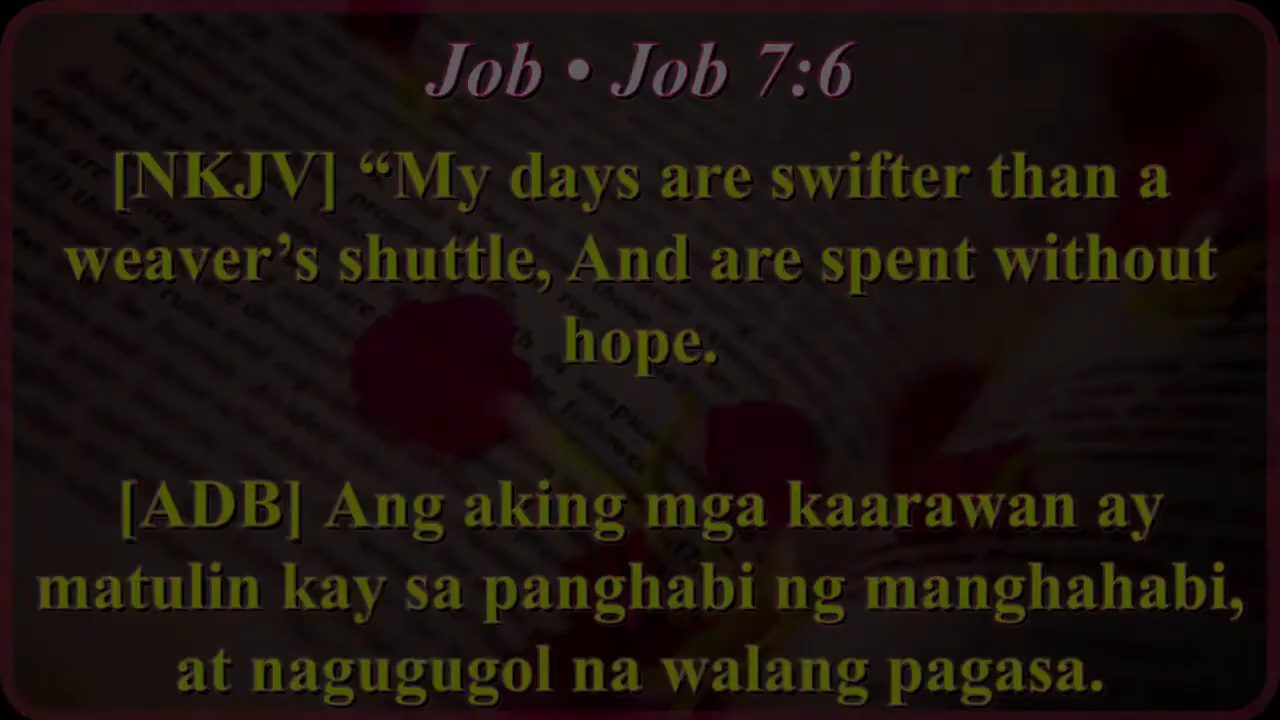 Job • Job 7:6
[NKJV] “My days are swifter than a
weaver’s shuttle, And are spent without
hope.
[ADB] Ang aking mga kaarawan ay
matulin kay sa panghabi ng manghahabi,
at nagugugol na walang pagasa.